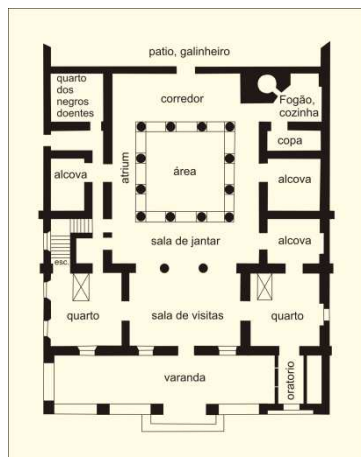 patio, galinheiro
quarto
dos
negros
doentes
corredor
Fogão,
cozinha
copa
alcova
atrium
área
alcova
sala de jantar
alcova
esc.
quarto
sala de visitas
quarto
varanda
oratorio